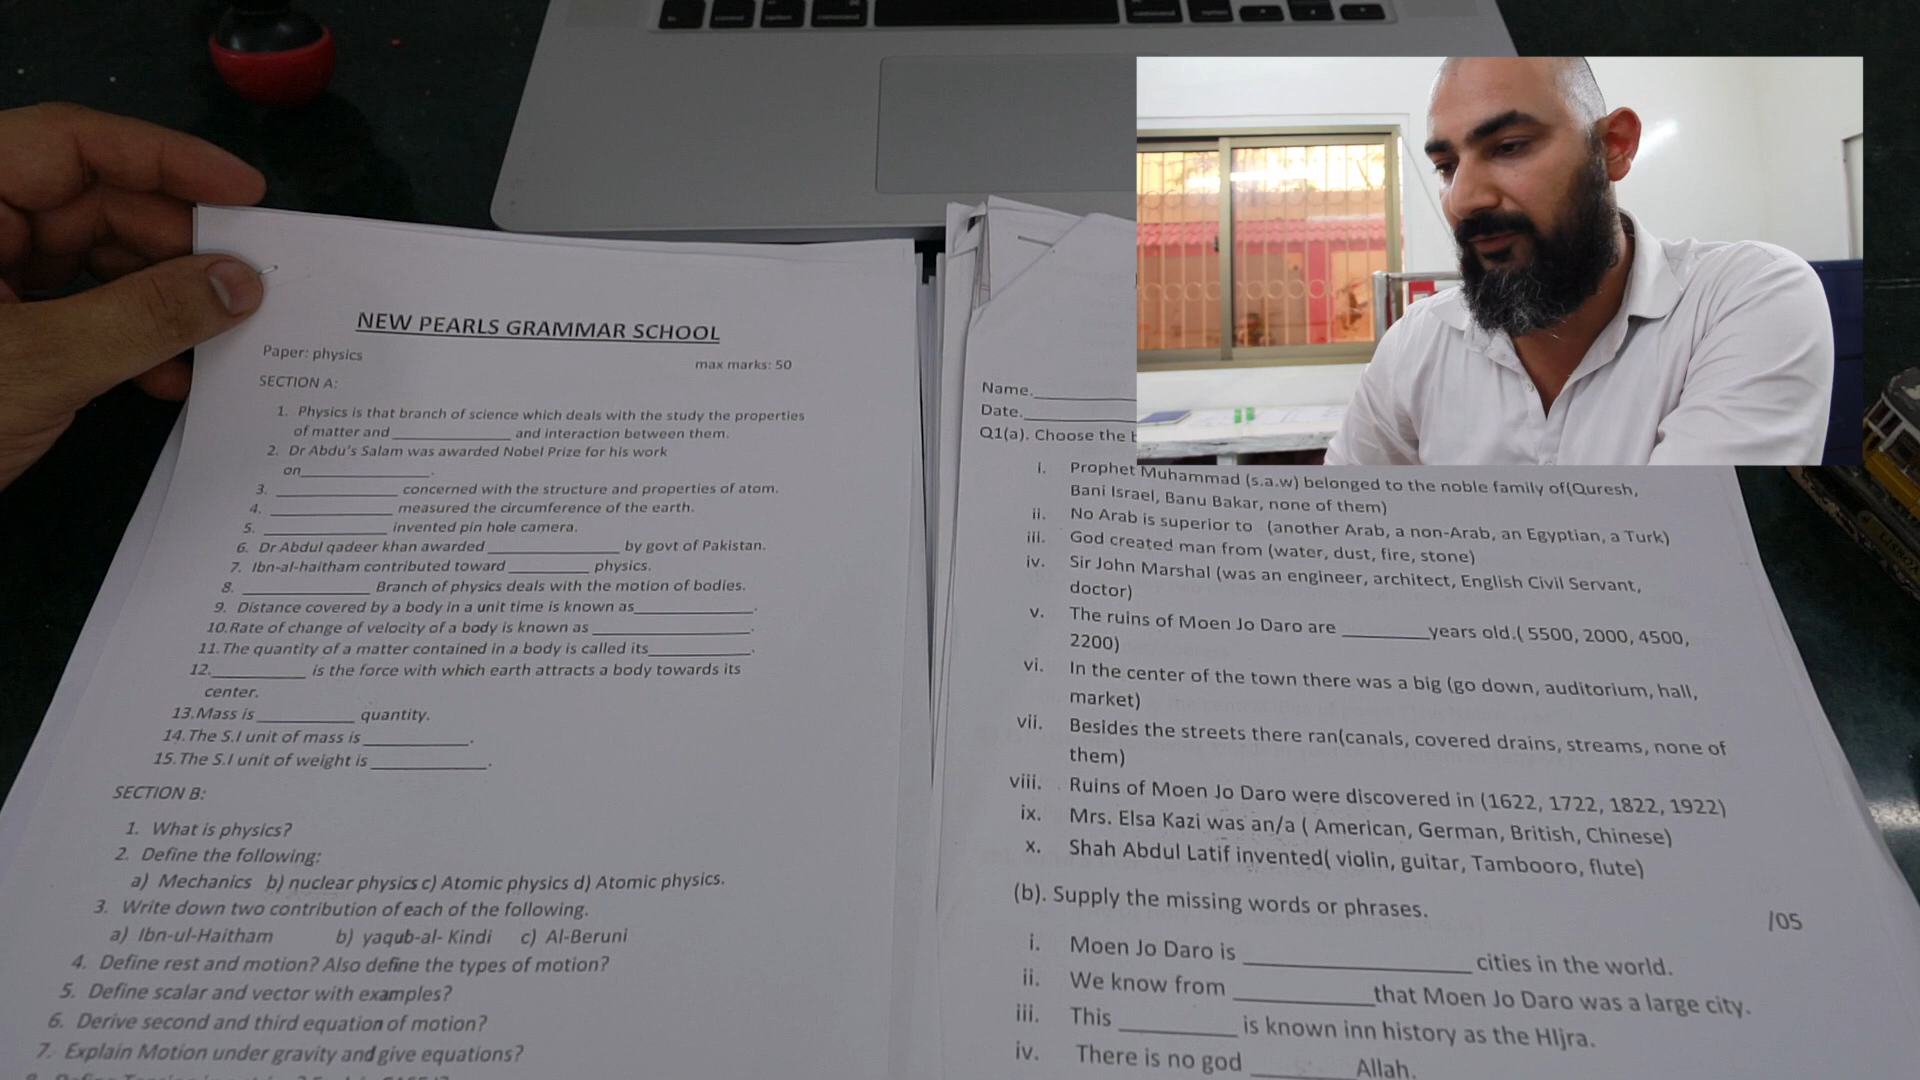 NEW PEARLS GRAMMAR SCHOOL
Paper: physics
max marks: 50
SECTION A:
1. Physics is that branch of science which deals with the study the properties
of matter and ____________ and interaction between them.
2. Dr Abdu's Salam was awarded Nobel Prize for his work
on_____________.
3. ____________ concerned with the structure and properties of atom.
4. ____________ measured the circumference of the earth.
5. ____________ invented pin hole camera.
6. Dr Abdul qadeer khan awarded _____________ by govt of Pakistan.
7. Ibn-al-haitham contributed toward ________ physics.
8. ____________ Branch of physics deals with the motion of bodies.
9. Distance covered by a body in a unit time is known as____________.
10.Rate of change of velocity of a body is known as _______________.
11.The quantity of a matter contained in a body is called its__________.
12._________ is the force with which earth attracts a body towards its
center.
13.Mass is _________ quantity.
14.The S.I unit of mass is __________.
15.The S.I unit of weight is ___________.
SECTION B:
1. What is physics?
2. Define the following:
a) Mechanics b) nuclear physics c) Atomic physics d) Atomic physics.
3. Write down two contribution of each of the following.
a) Ibn-ul-Haitham b) yaqub-al- Kindi c) Al-Beruni
4. Define rest and motion? Also define the types of motion?
5. Define scalar and vector with examples?
6. Derive second and third equation of motion?
7. Explain Motion under gravity and give equations?
Name.__________
Date.__________
Q1(a). Choose the
i. Prophet Muhammad (s.a.w) belonged to the noble family of(Quresh,
Bani Israel, Banu Bakar, none of them)
ii. No Arab is superior to (another Arab, a non-Arab, an Egyptian, a Turk)
iii. God created man from (water, dust, fire, stone)
iv. Sir John Marshal (was an engineer, architect, English Civil Servant,
doctor)
v. The ruins of Moen Jo Daro are ________years old.( 5500, 2000, 4500,
2200)
vi. In the center of the town there was a big (go down, auditorium, hall,
market)
vii. Besides the streets there ran(canals, covered drains, streams, none of
them)
viii. Ruins of Moen Jo Daro were discovered in (1622, 1722, 1822, 1922)
ix. Mrs. Elsa Kazi was an/a ( American, German, British, Chinese)
x. Shah Abdul Latif invented( violin, guitar, Tambooro, flute)
(b). Supply the missing words or phrases.
/05
i. Moen Jo Daro is ____________________ cities in the world.
ii. We know from ____________that Moen Jo Daro was a large city.
iii. This __________ is known inn history as the HIjra.
iv. There is no god _________ Allah.